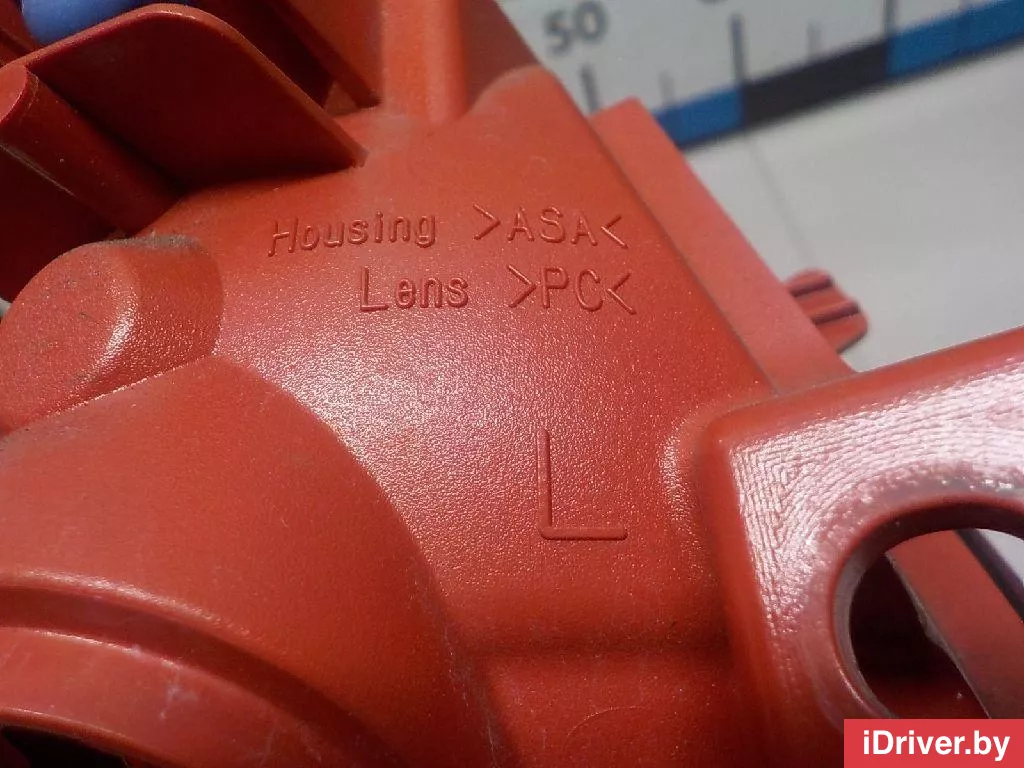 50
Housing >ASA<
Lens >PC<
L
iDriver.by